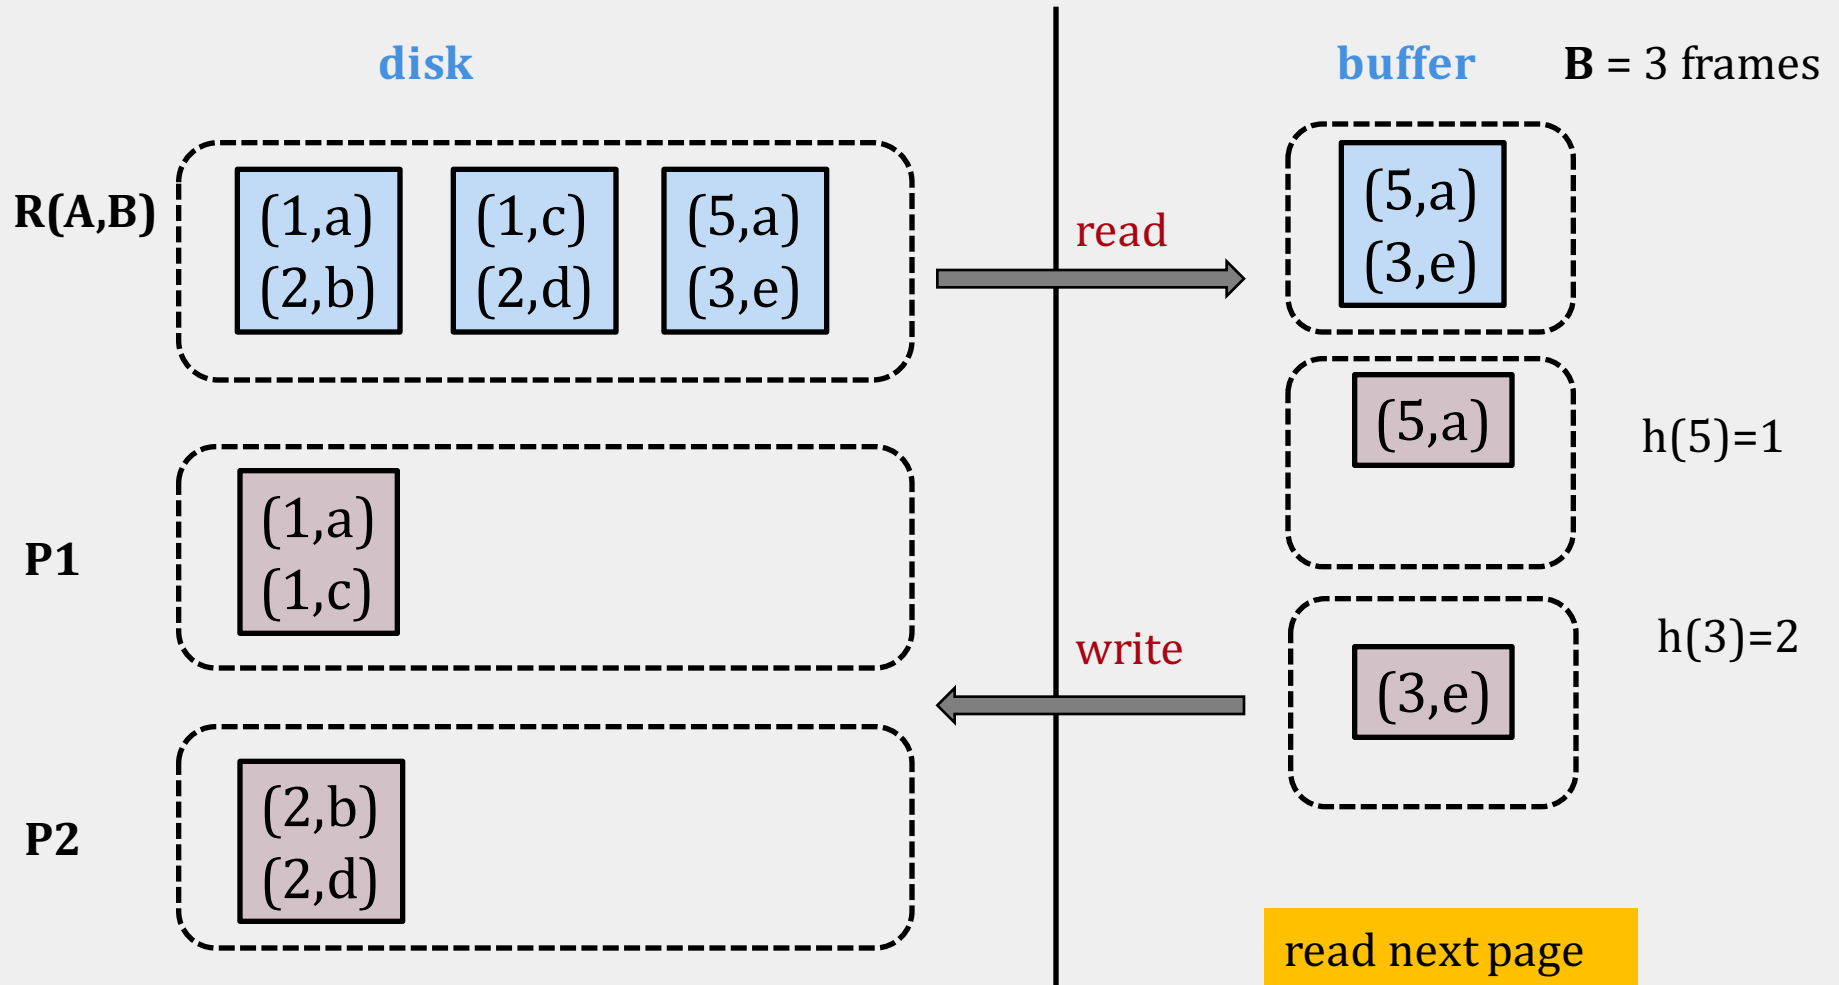 disk
buffer
B = 3 frames
R(A,B)
(1,a)
(2,b)
(1,c)
(2,d)
(5,a)
(3,e)
read
(5,a)
(3,e)
(5,a)
h(5)=1
P1
(1,a)
(1,c)
write
(3,e)
h(3)=2
P2
(2,b)
(2,d)
read next page